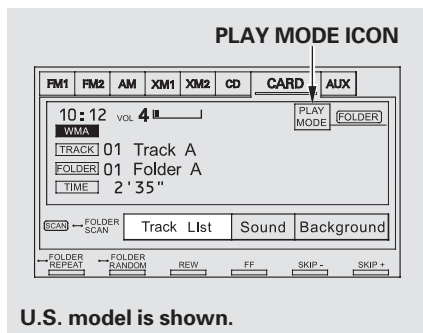 PLAY MODE ICON
FM1 FM2 AM XM1 XM2 CD CARD AUX
10:12 VOL 4 PLAY MODE FOLDER
WMA
TRACK 01 Track A
FOLDER 01 Folder A
TIME 2'35"
SCAN FOLDER SCAN Track List Sound Background
FOLDER REPEAT FOLDER RANDOM REW FF SKIP - SKIP +
U.S. model is shown.